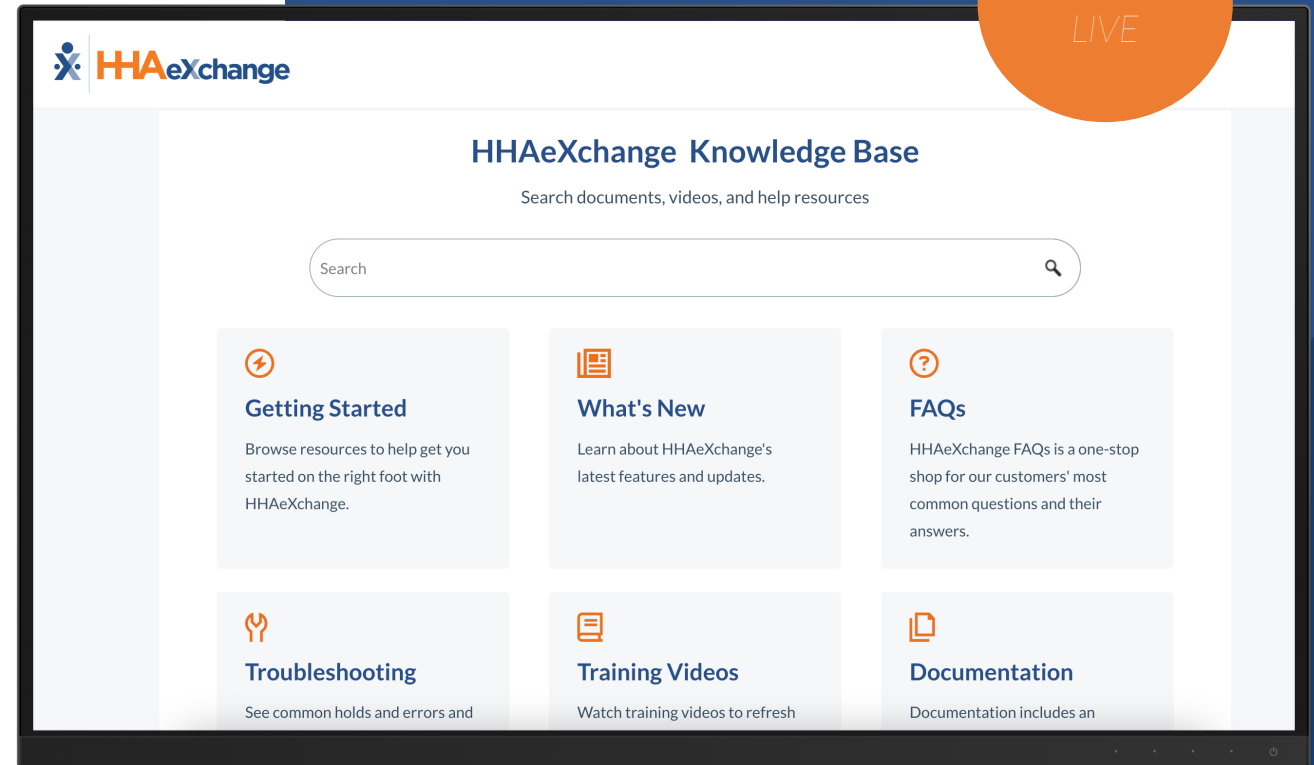 LIVE
HHAeXchange
HHAeXchange Knowledge Base
Search documents, videos, and help resources
Search
Getting Started
Browse resources to help get you
started on the right foot with
HHAeXchange.
What's New
Learn about HHAeXchange's
latest features and updates.
FAQs
HHAeXchange FAQs is a one-stop
shop for our customers' most
common questions and their
answers.
Troubleshooting
See common holds and errors and
Training Videos
Watch training videos to refresh
Documentation
Documentation includes an